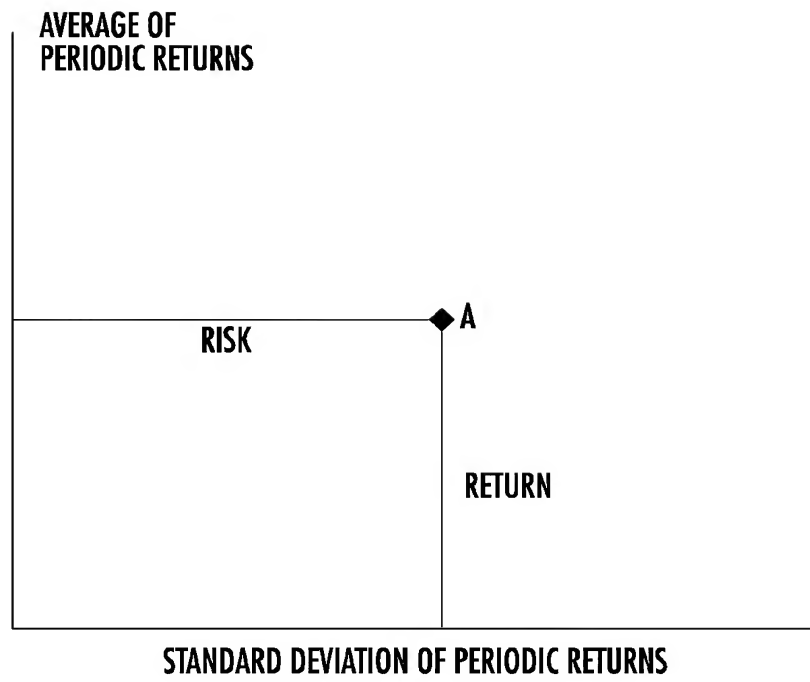 AVERAGE OF
PERIODIC RETURNS
A
RISK
RETURN
STANDARD DEVIATION OF PERIODIC RETURNS